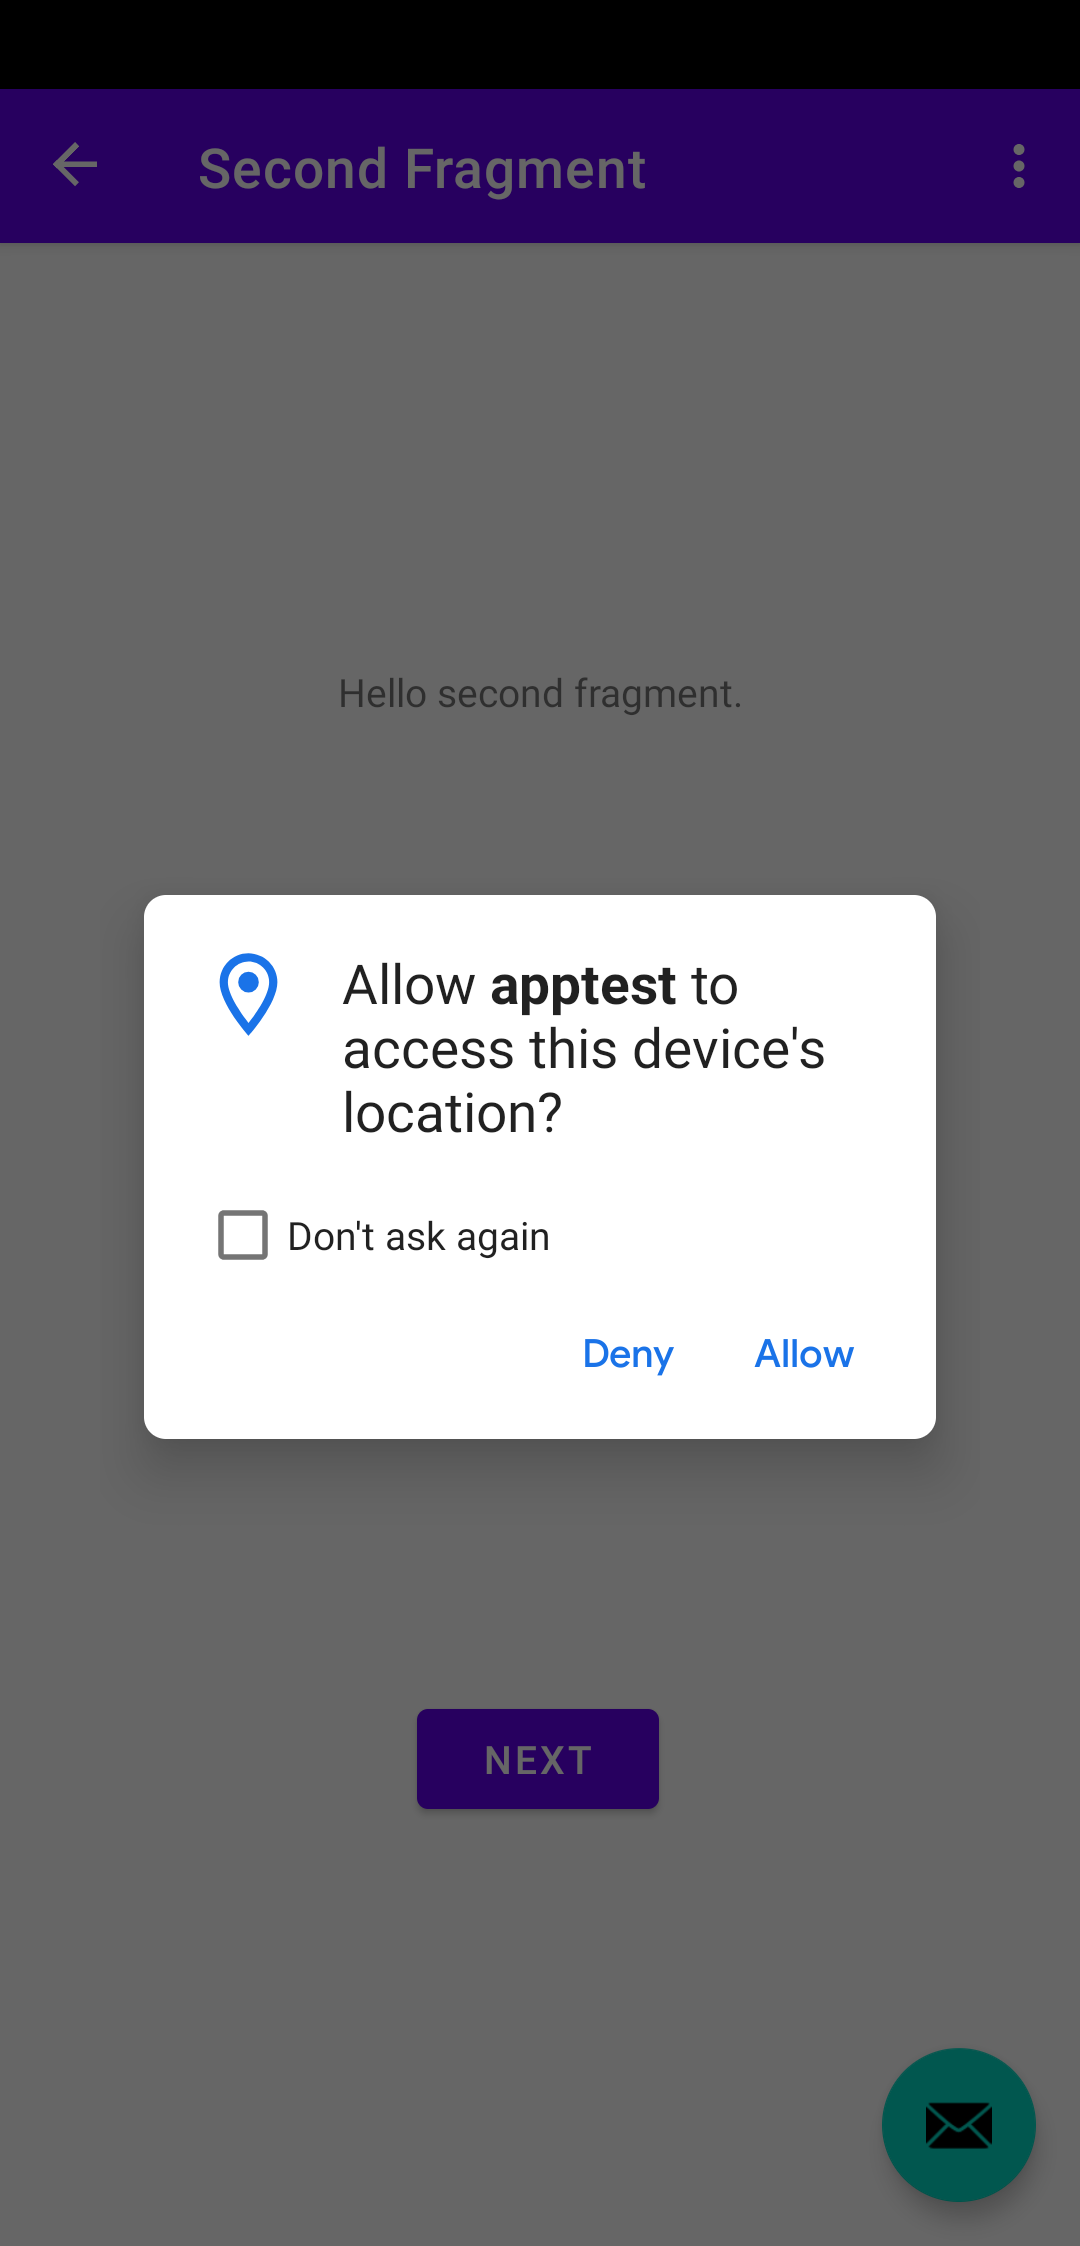 Second Fragment
Hello second fragment.
Allow apptest to
access this device's
location?
Don't ask again
Deny Allow
NEXT